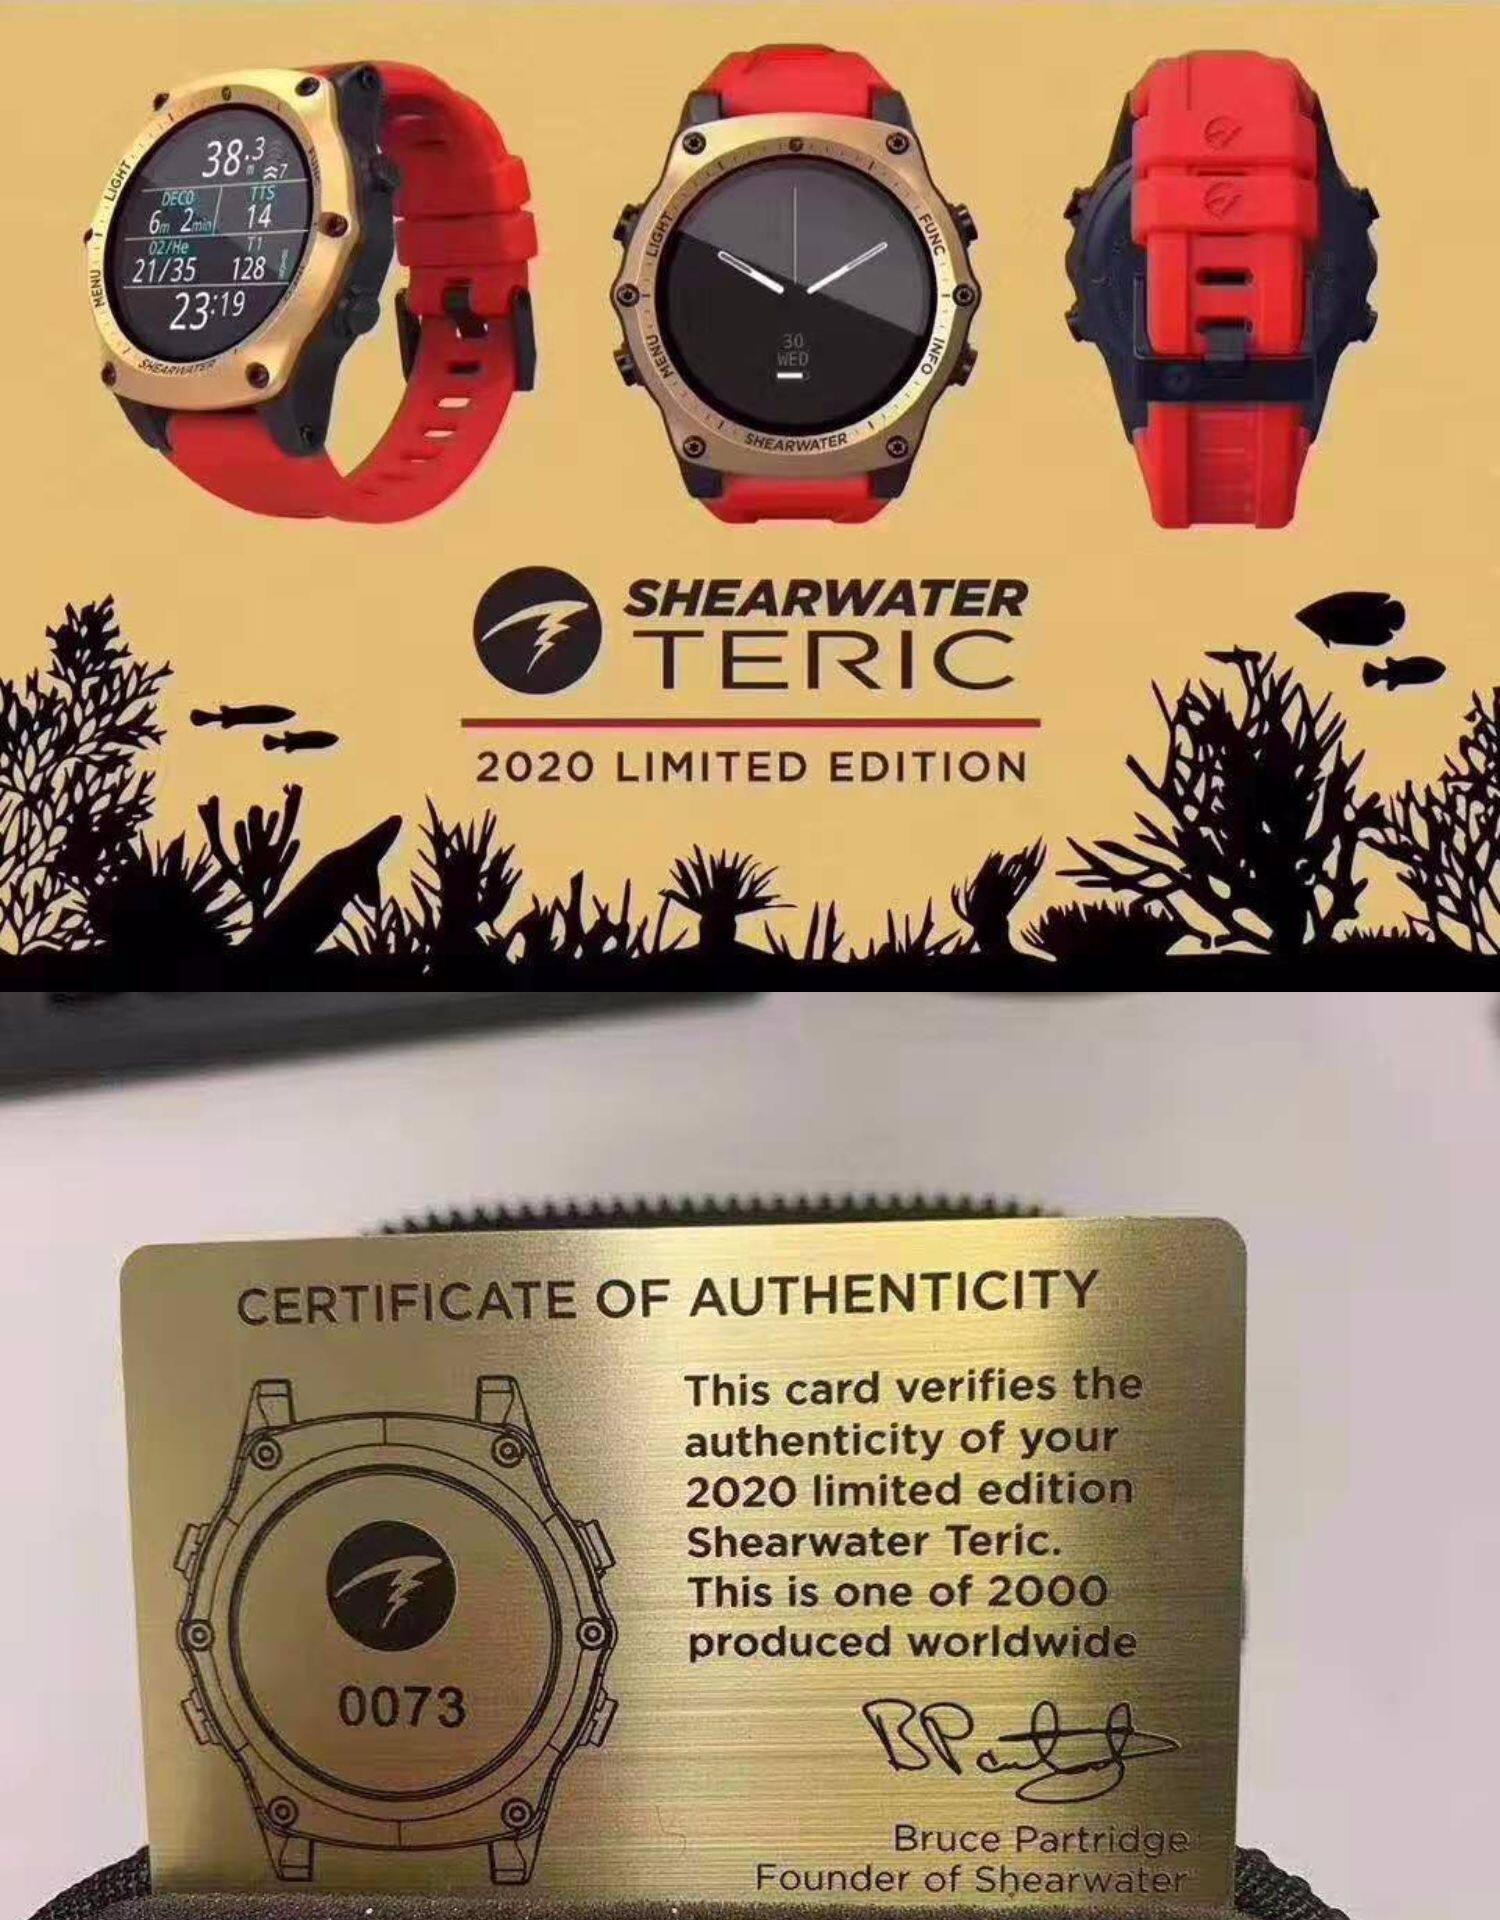 38.3
m
7
DECO TTS
6m 2min 14
O2/He T1
21/35 128
23:19
LIGHT
MENU
SHEARWATER
LIGHT
FUNC
MENU
INFO
30
WED
SHEARWATER
SHEARWATER
TERIC
2020 LIMITED EDITION
CERTIFICATE OF AUTHENTICITY
This card verifies the
authenticity of your
2020 limited edition
Shearwater Teric.
This is one of 2000
produced worldwide
0073
BPartridge
Bruce Partridge
Founder of Shearwater